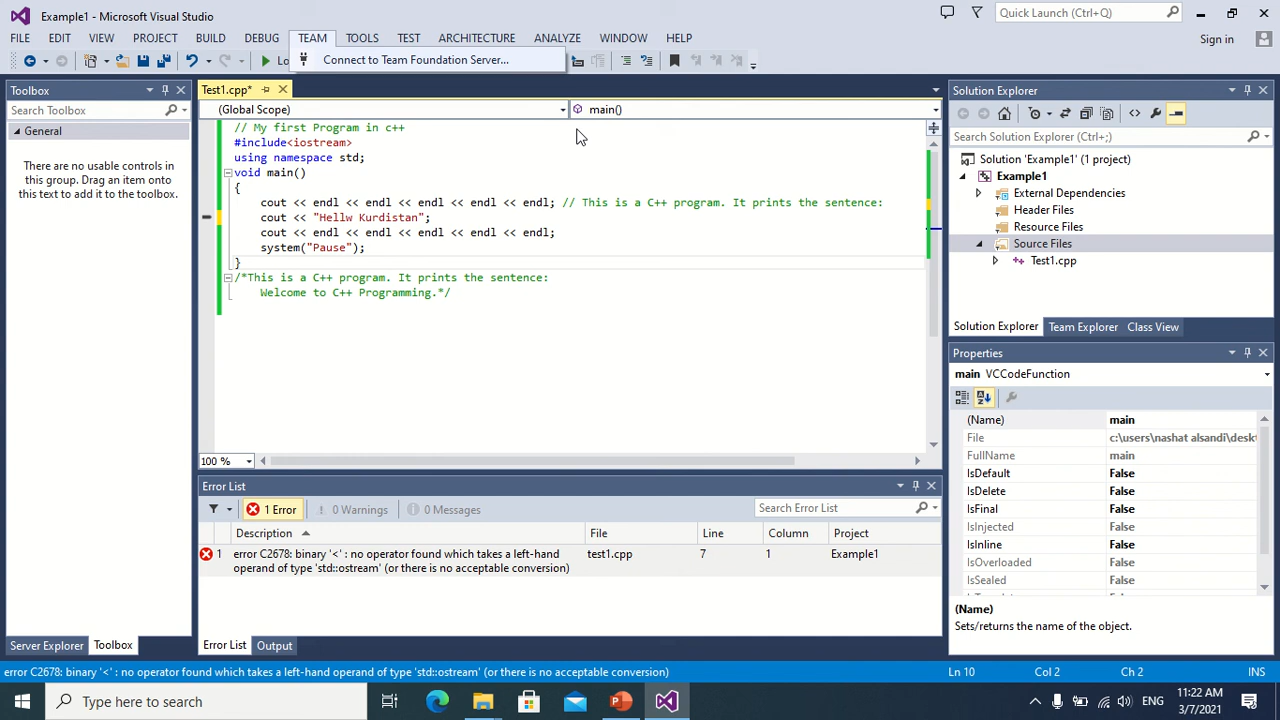 Example1 - Microsoft Visual Studio
Quick Launch (Ctrl+Q)
FILE EDIT VIEW PROJECT BUILD DEBUG TEAM TOOLS TEST ARCHITECTURE ANALYZE WINDOW HELP
Sign in
Lo
Connect to Team Foundation Server...
Toolbox
Search Toolbox
General
There are no usable controls in
this group. Drag an item onto
this text to add it to the toolbox.
Server Explorer Toolbox
Test1.cpp*
(Global Scope) main()
// My first Program in c++
#include<iostream>
using namespace std;
void main()
{
cout << endl << endl << endl << endl << endl; // This is a C++ program. It prints the sentence:
cout << "Hellw Kurdistan";
cout << endl << endl << endl << endl << endl;
system("Pause");
}
/*This is a C++ program. It prints the sentence:
Welcome to C++ Programming.*/
100 %
Error List
1 Error 0 Warnings 0 Messages
Search Error List
Description File Line Column Project
1 error C2678: binary '<' : no operator found which takes a left-hand operand of type 'std::ostream' (or there is no acceptable conversion) test1.cpp 7 1 Example1
Error List Output
Solution Explorer
Search Solution Explorer (Ctrl+;)
Solution 'Example1' (1 project)
Example1
External Dependencies
Header Files
Resource Files
Source Files
Test1.cpp
Solution Explorer Team Explorer Class View
Properties
main VCCodeFunction
(Name) main
File c:\users\nashat alsandi\deskt
FullName main
IsDefault False
IsDelete False
IsFinal False
IsInjected False
IsInline False
IsOverloaded False
IsSealed False
(Name)
Sets/returns the name of the object.
error C2678: binary '<' : no operator found which takes a left-hand operand of type 'std::ostream' (or there is no acceptable conversion)
Ln 10 Col 2 Ch 2 INS
Type here to search
ENG
11:22 AM
3/7/2021